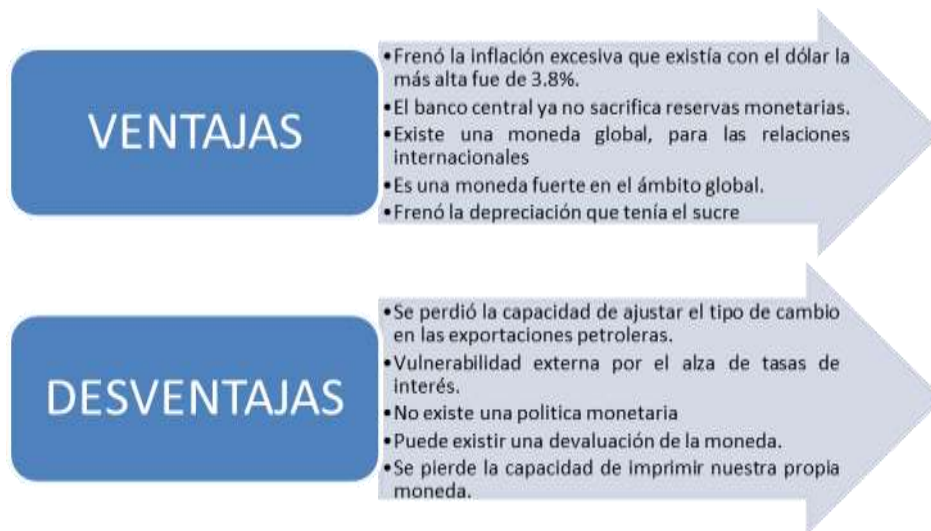 VENTAJAS
•Frenó la inflación excesiva que existía con el dólar la
más alta fue de 3.8%.
•El banco central ya no sacrifica reservas monetarias.
•Existe una moneda global, para las relaciones
internacionales
•Es una moneda fuerte en el ámbito global.
•Frenó la depreciación que tenía el sucre
DESVENTAJAS
•Se perdió la capacidad de ajustar el tipo de cambio
en las exportaciones petroleras.
•Vulnerabilidad externa por el alza de tasas de
interés.
•No existe una politica monetaria
•Puede existir una devaluación de la moneda.
•Se pierde la capacidad de imprimir nuestra propia
moneda.